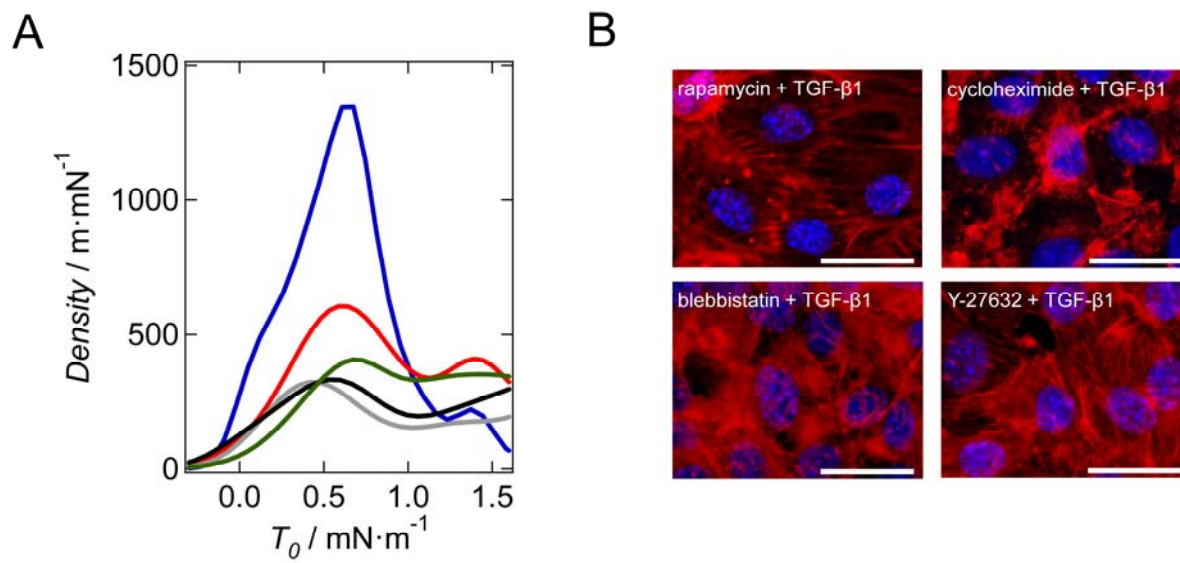 A
1500
1000
500
0
Density / m·mN⁻¹
0.0 0.5 1.0 1.5
T₀ / mN·m⁻¹
B
rapamycin + TGF-β1
cycloheximide + TGF-β1
blebbistatin + TGF-β1
Y-27632 + TGF-β1